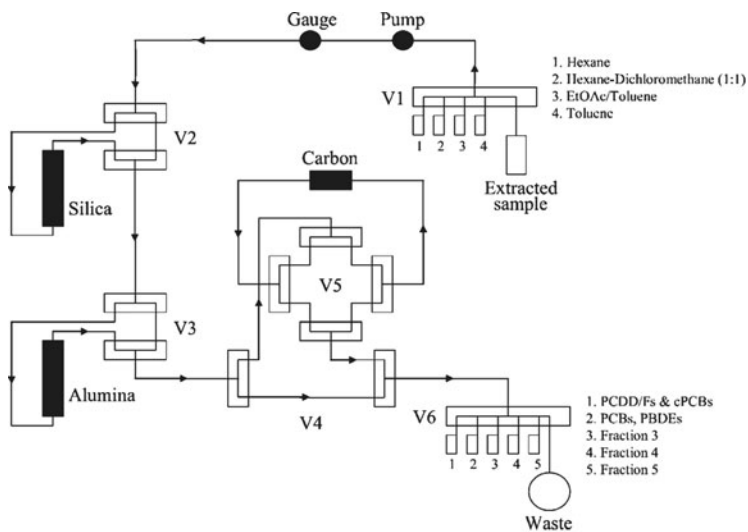 Gauge
Pump
1. Hexane
2. Hexane-Dichloromethane (1:1)
3. EtOAc/Toluene
4. Toluene
V1
1 2 3 4
Extracted
sample
V2
Silica
Carbon
V5
V3
Alumina
V4
V6
1. PCDD/Fs & cPCBs
2. PCBs, PBDEs
3. Fraction 3
4. Fraction 4
5. Fraction 5
1 2 3 4 5
Waste